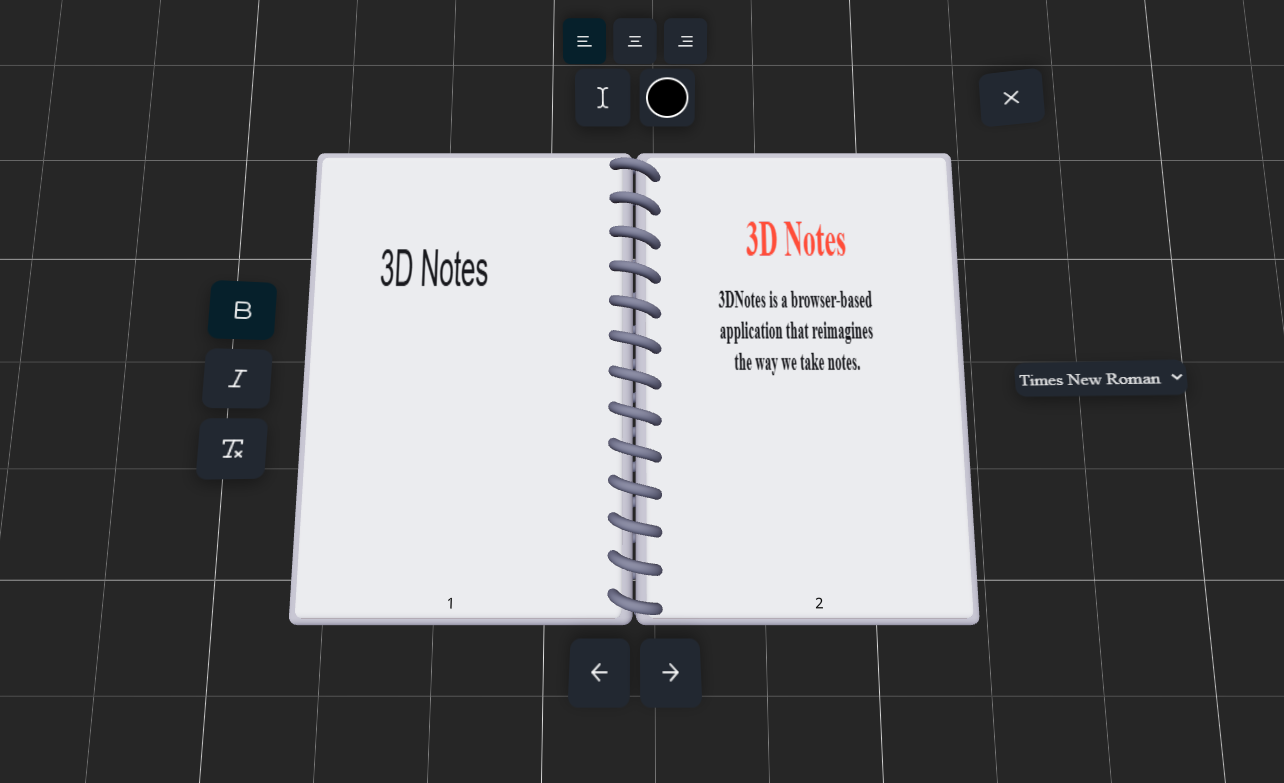 3D Notes
3D Notes
3DNotes is a browser-based
application that reimagines
the way we take notes.
B
I
Tx
Times New Roman
1
2